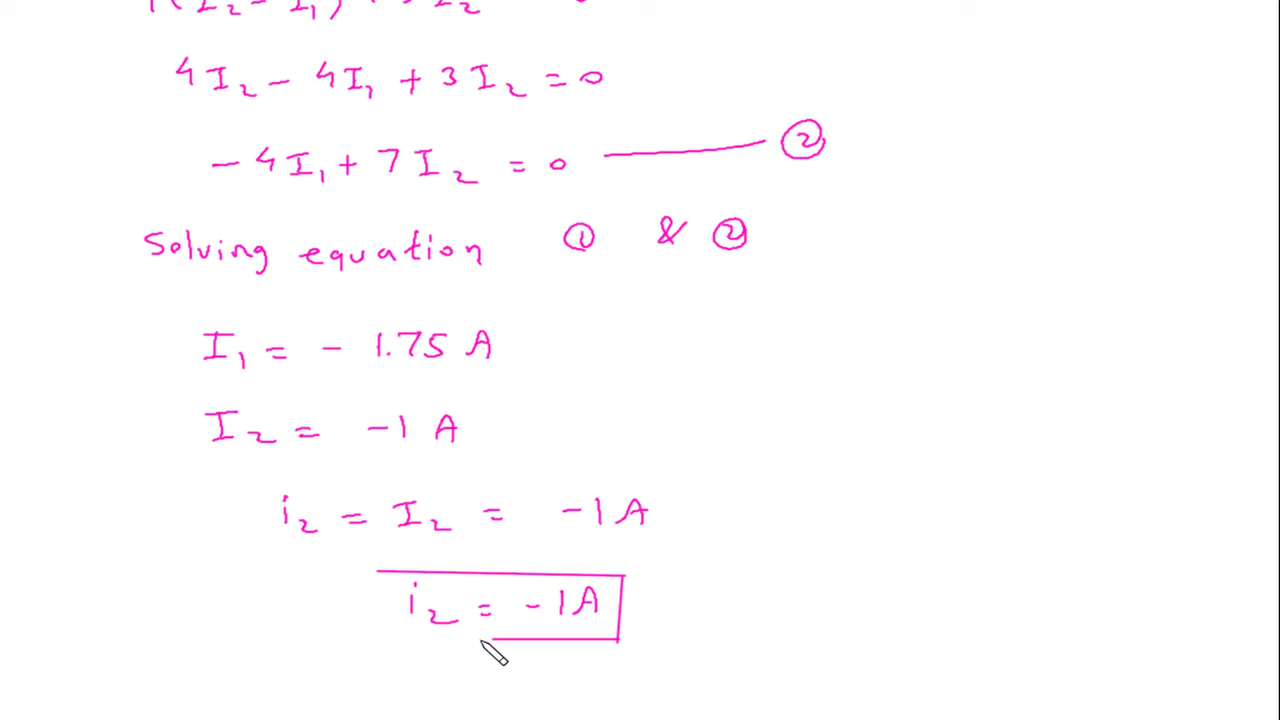 4I₂ - 4I₁ + 3I₂ = 0
- 4I₁ + 7I₂ = 0 ——— ②
Solving equation ① & ②
I₁ = - 1.75 A
I₂ = -1 A
i₂ = I₂ = -1A
i₂ = -1A